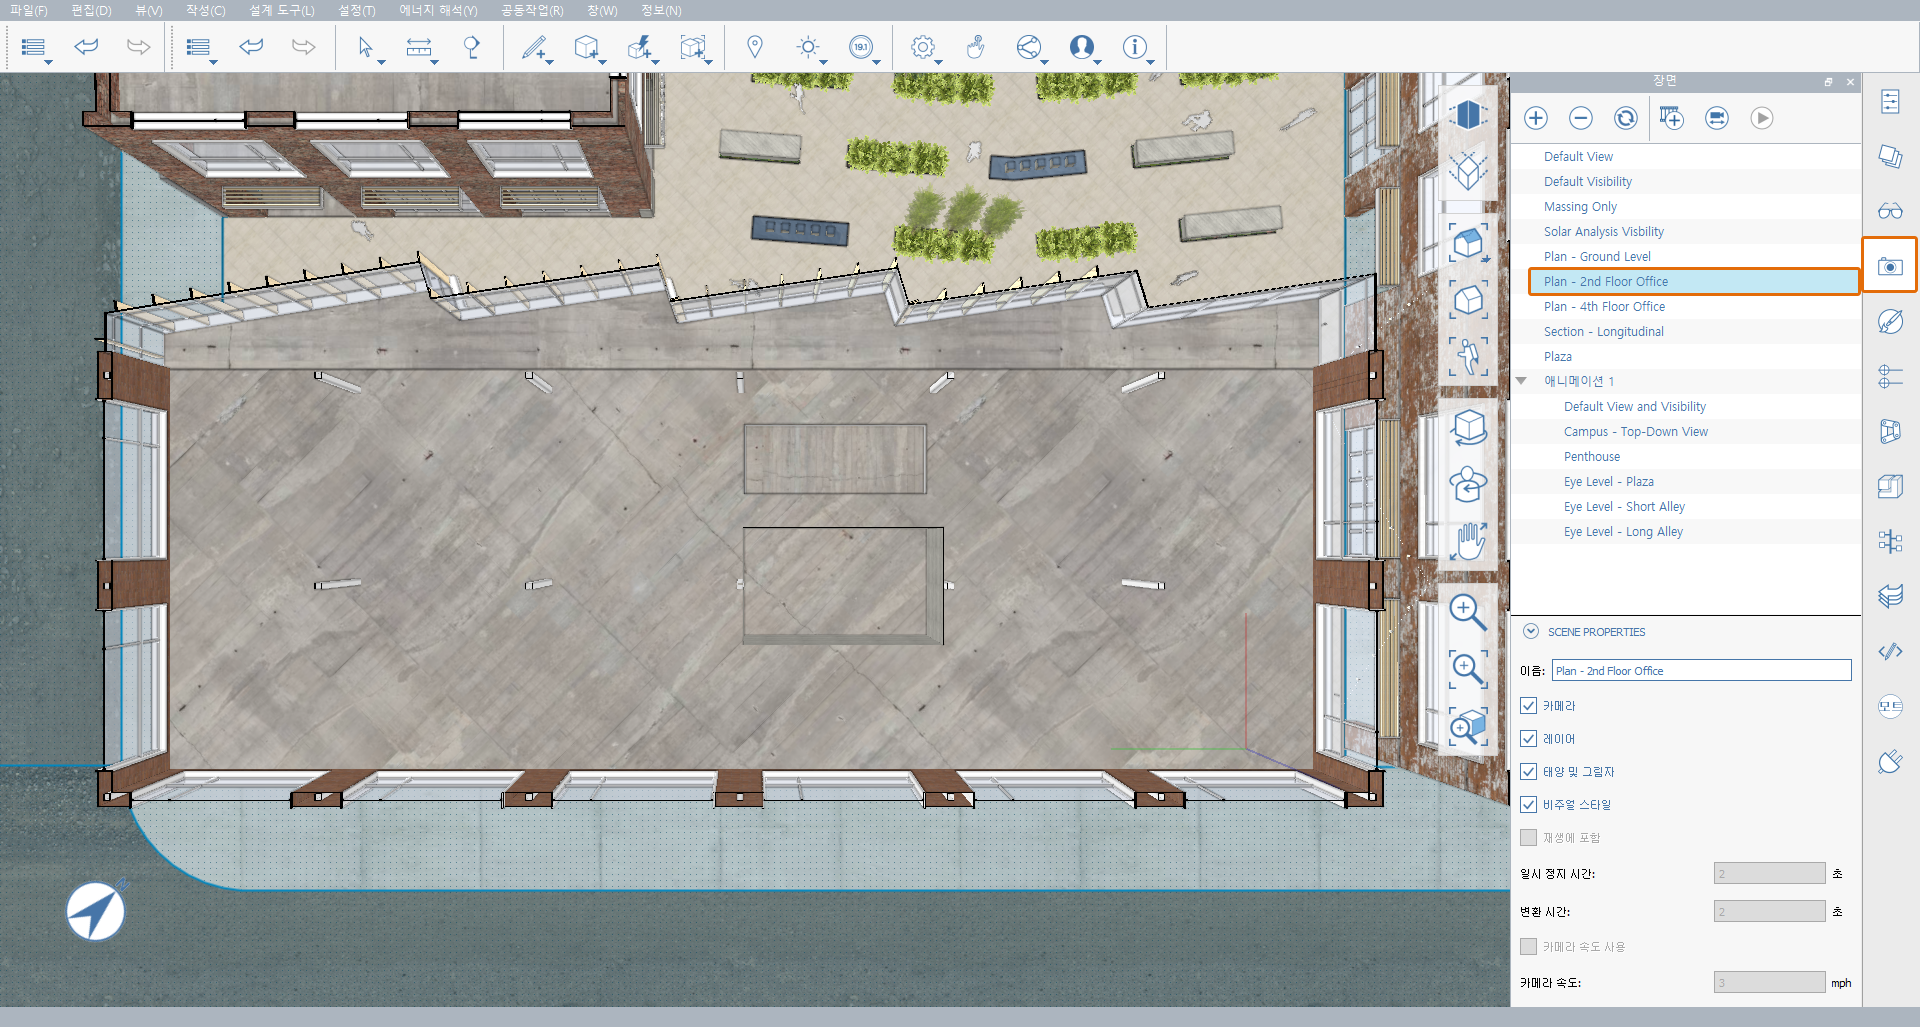 파일(F) 편집(D) 뷰(V) 작성(C) 설계 도구(L) 설정(T) 에너지 해석(Y) 공동작업(R) 창(W) 정보(N)
19.1
장면
Default View
Default Visibility
Massing Only
Solar Analysis Visbility
Plan - Ground Level
Plan - 2nd Floor Office
Plan - 4th Floor Office
Section - Longitudinal
Plaza
애니메이션 1
Default View and Visibility
Campus - Top-Down View
Penthouse
Eye Level - Plaza
Eye Level - Short Alley
Eye Level - Long Alley
SCENE PROPERTIES
이름: Plan - 2nd Floor Office
카메라
레이어
태양 및 그림자
비주얼 스타일
재생에 포함
일시 정지 시간: 2 초
변환 시간: 2 초
카메라 속도 사용
카메라 속도: 3 mph
모드
N